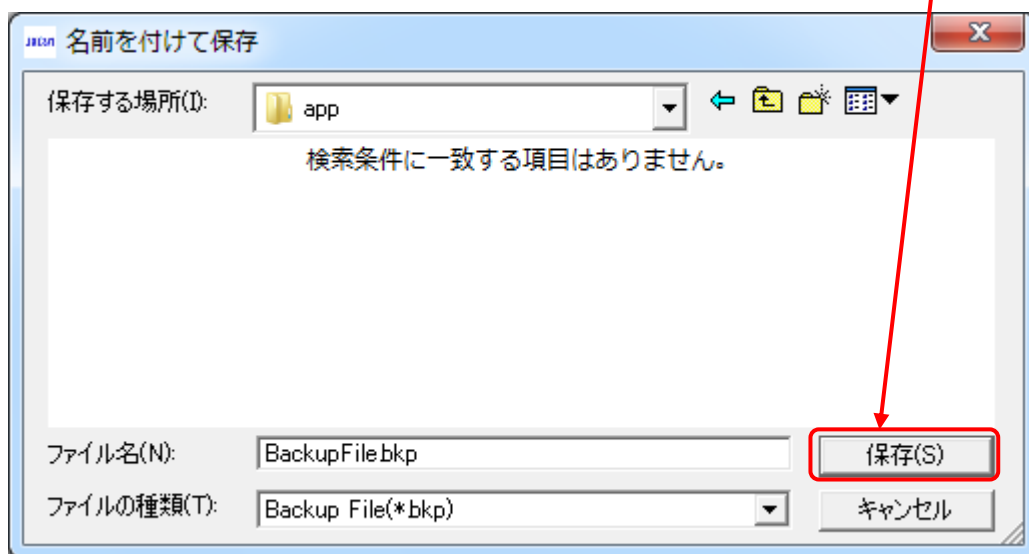 名前を付けて保存
保存する場所(I):
app
検索条件に一致する項目はありません。
ファイル名(N):
BackupFile.bkp
保存(S)
ファイルの種類(T):
Backup File(*.bkp)
キャンセル